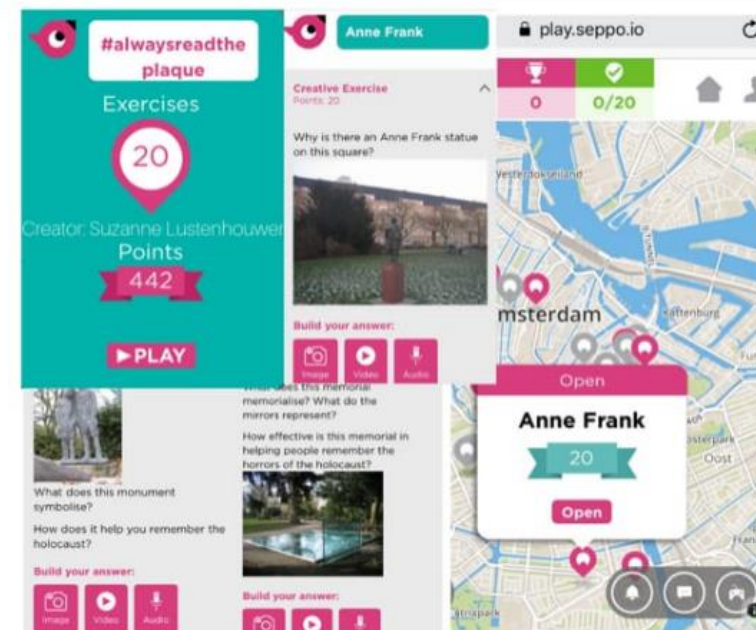 #alwaysreadthe
plaque
Exercises
20
Creator: Suzanne Lustenhouwer
Points
442
PLAY
Anne Frank
Creative Exercise
Points: 20
Why is there an Anne Frank statue
on this square?
Build your answer:
Image
Video
Audio
What does this monument
symbolise?
How does it help you remember the
holocaust?
Build your answer:
Image
Video
Audio
What does this memorial
memorialise? What do the
mirrors represent?
How effective is this memorial in
helping people remember the
horrors of the holocaust?
Build your answer:
play.seppo.io
0
0/20
Westerdokseiland
msterdam
Kattenburg
Open
Anne Frank
20
Open
osterpark
Oost